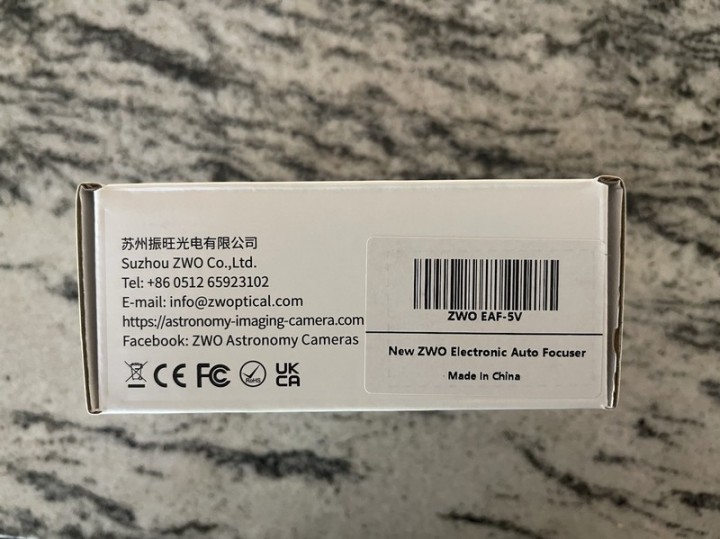 苏州振旺光电有限公司
Suzhou ZWO Co.,Ltd.
Tel: +86 0512 65923102
E-mail: info@zwoptical.com
https://astronomy-imaging-camera.com
Facebook: ZWO Astronomy Cameras
CE FC RoHS UK CA
ZWO EAF-5V
New ZWO Electronic Auto Focuser
Made In China